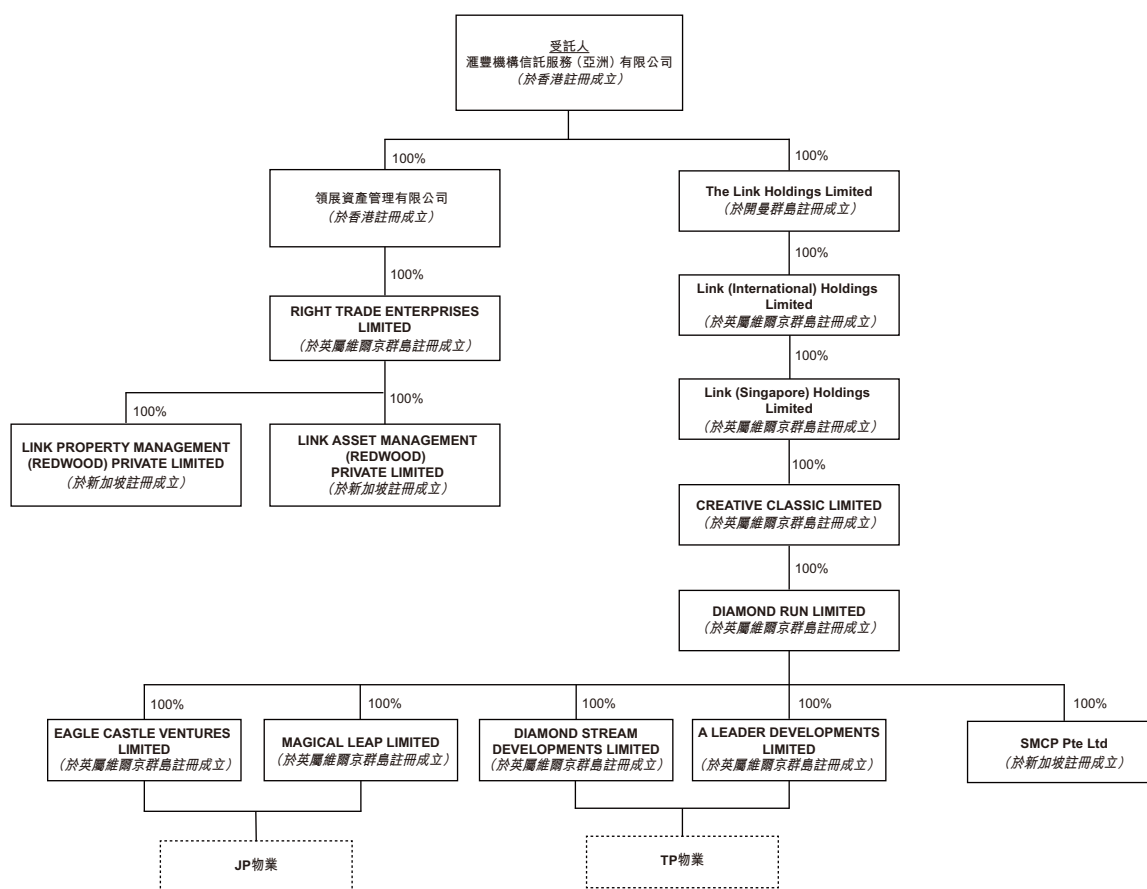 受託人
滙豐機構信託服務（亞洲）有限公司
（於香港註冊成立）
100%
100%
領展資產管理有限公司
（於香港註冊成立）
The Link Holdings Limited
（於開曼群島註冊成立）
100%
100%
RIGHT TRADE ENTERPRISES
LIMITED
（於英屬維爾京群島註冊成立）
Link (International) Holdings
Limited
（於英屬維爾京群島註冊成立）
100%
100%
100%
LINK PROPERTY MANAGEMENT
(REDWOOD) PRIVATE LIMITED
（於新加坡註冊成立）
LINK ASSET MANAGEMENT
(REDWOOD)
PRIVATE LIMITED
（於新加坡註冊成立）
Link (Singapore) Holdings
Limited
（於英屬維爾京群島註冊成立）
100%
CREATIVE CLASSIC LIMITED
（於英屬維爾京群島註冊成立）
100%
DIAMOND RUN LIMITED
（於英屬維爾京群島註冊成立）
100%
100%
100%
100%
100%
EAGLE CASTLE VENTURES
LIMITED
（於英屬維爾京群島註冊成立）
MAGICAL LEAP LIMITED
（於英屬維爾京群島註冊成立）
DIAMOND STREAM
DEVELOPMENTS LIMITED
（於英屬維爾京群島註冊成立）
A LEADER DEVELOPMENTS
LIMITED
（於英屬維爾京群島註冊成立）
SMCP Pte Ltd
（於新加坡註冊成立）
JP物業
TP物業